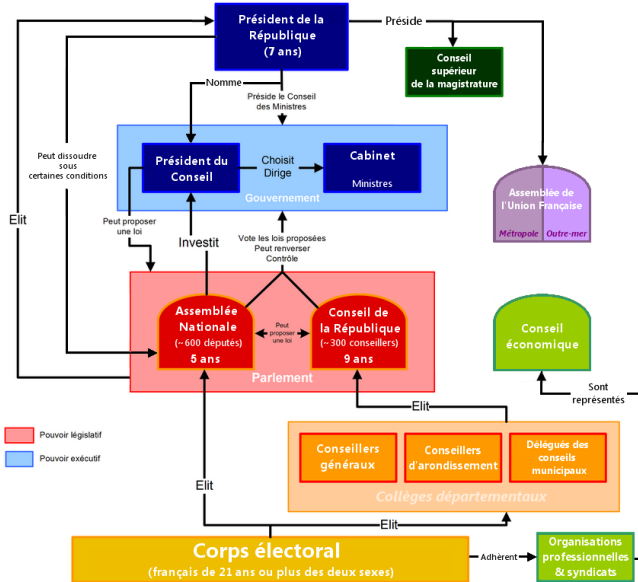 Président de la
République
(7 ans)
Préside
Conseil
supérieur
de la magistrature
Nomme
Préside le Conseil
des Ministres
Peut dissoudre
sous
certaines conditions
Président du
Conseil
Choisit
Dirige
Cabinet
Ministres
Gouvernement
Assemblée de
l'Union Française
Métropole
Outre-mer
Elit
Peut proposer
une loi
Investit
Vote les lois proposées
Peut renverser
Contrôle
Assemblée
Nationale
(~600 députés)
5 ans
Peut
proposer
une loi
Conseil de
la République
(~300 conseillers)
9 ans
Parlement
Conseil
économique
Sont
représentés
Elit
Pouvoir législatif
Pouvoir exécutif
Conseillers
généraux
Conseillers
d'arondissement
Délégués des
conseils
municipaux
Collèges départementaux
Elit
Elit
Corps électoral
(français de 21 ans ou plus des deux sexes)
Adhèrent
Organisations
professionnelles
& syndicats